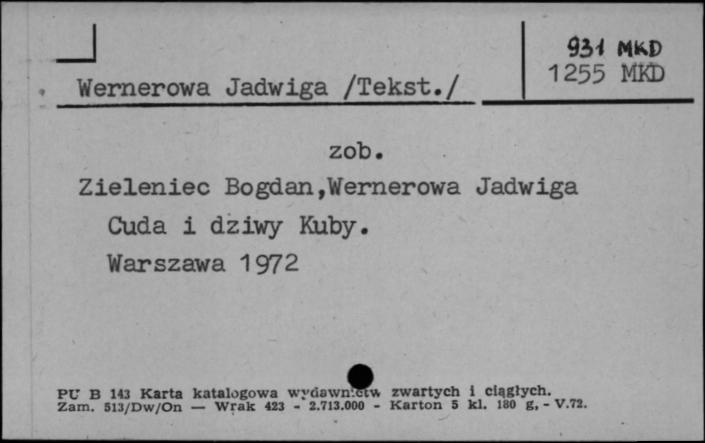 931 MKD
1255 MKD
Wernerowa Jadwiga /Tekst./
zob.
Zieleniec Bogdan,Wernerowa Jadwiga
Cuda i dziwy Kuby.
Warszawa 1972
PU B 143 Karta katalogowa wydawnictw zwartych i ciągłych.
Zam. 513/Dw/On — Wrak 423 - 2.713.000 - Karton 5 kl. 180 g, - V.72.